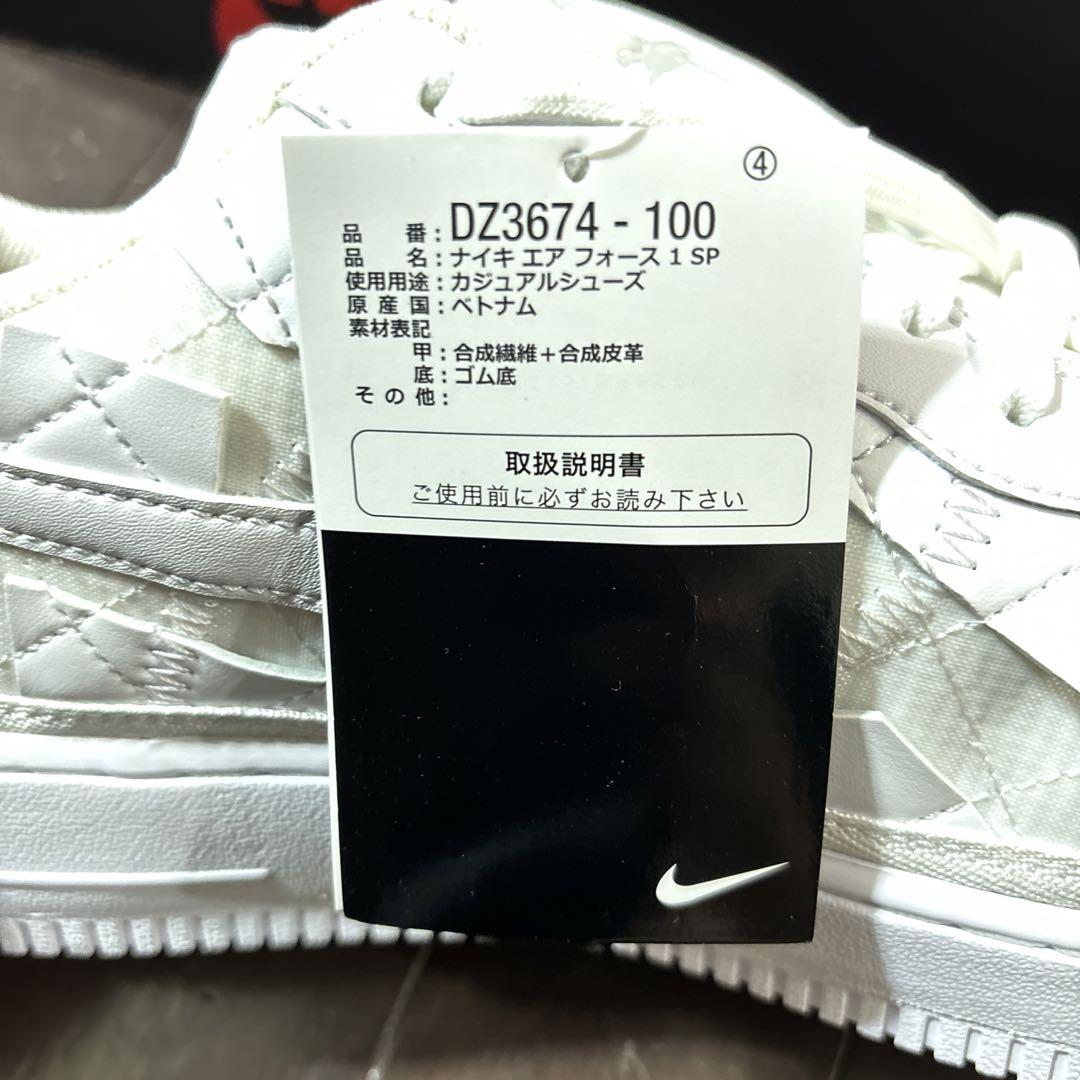 ④
品番:DZ3674-100
品名:ナイキ エア フォース 1 SP
使用用途:カジュアルシューズ
原産国:ベトナム
素材表記
甲:合成繊維+合成皮革
底:ゴム底
その他:
取扱説明書
ご使用前に必ずお読み下さい